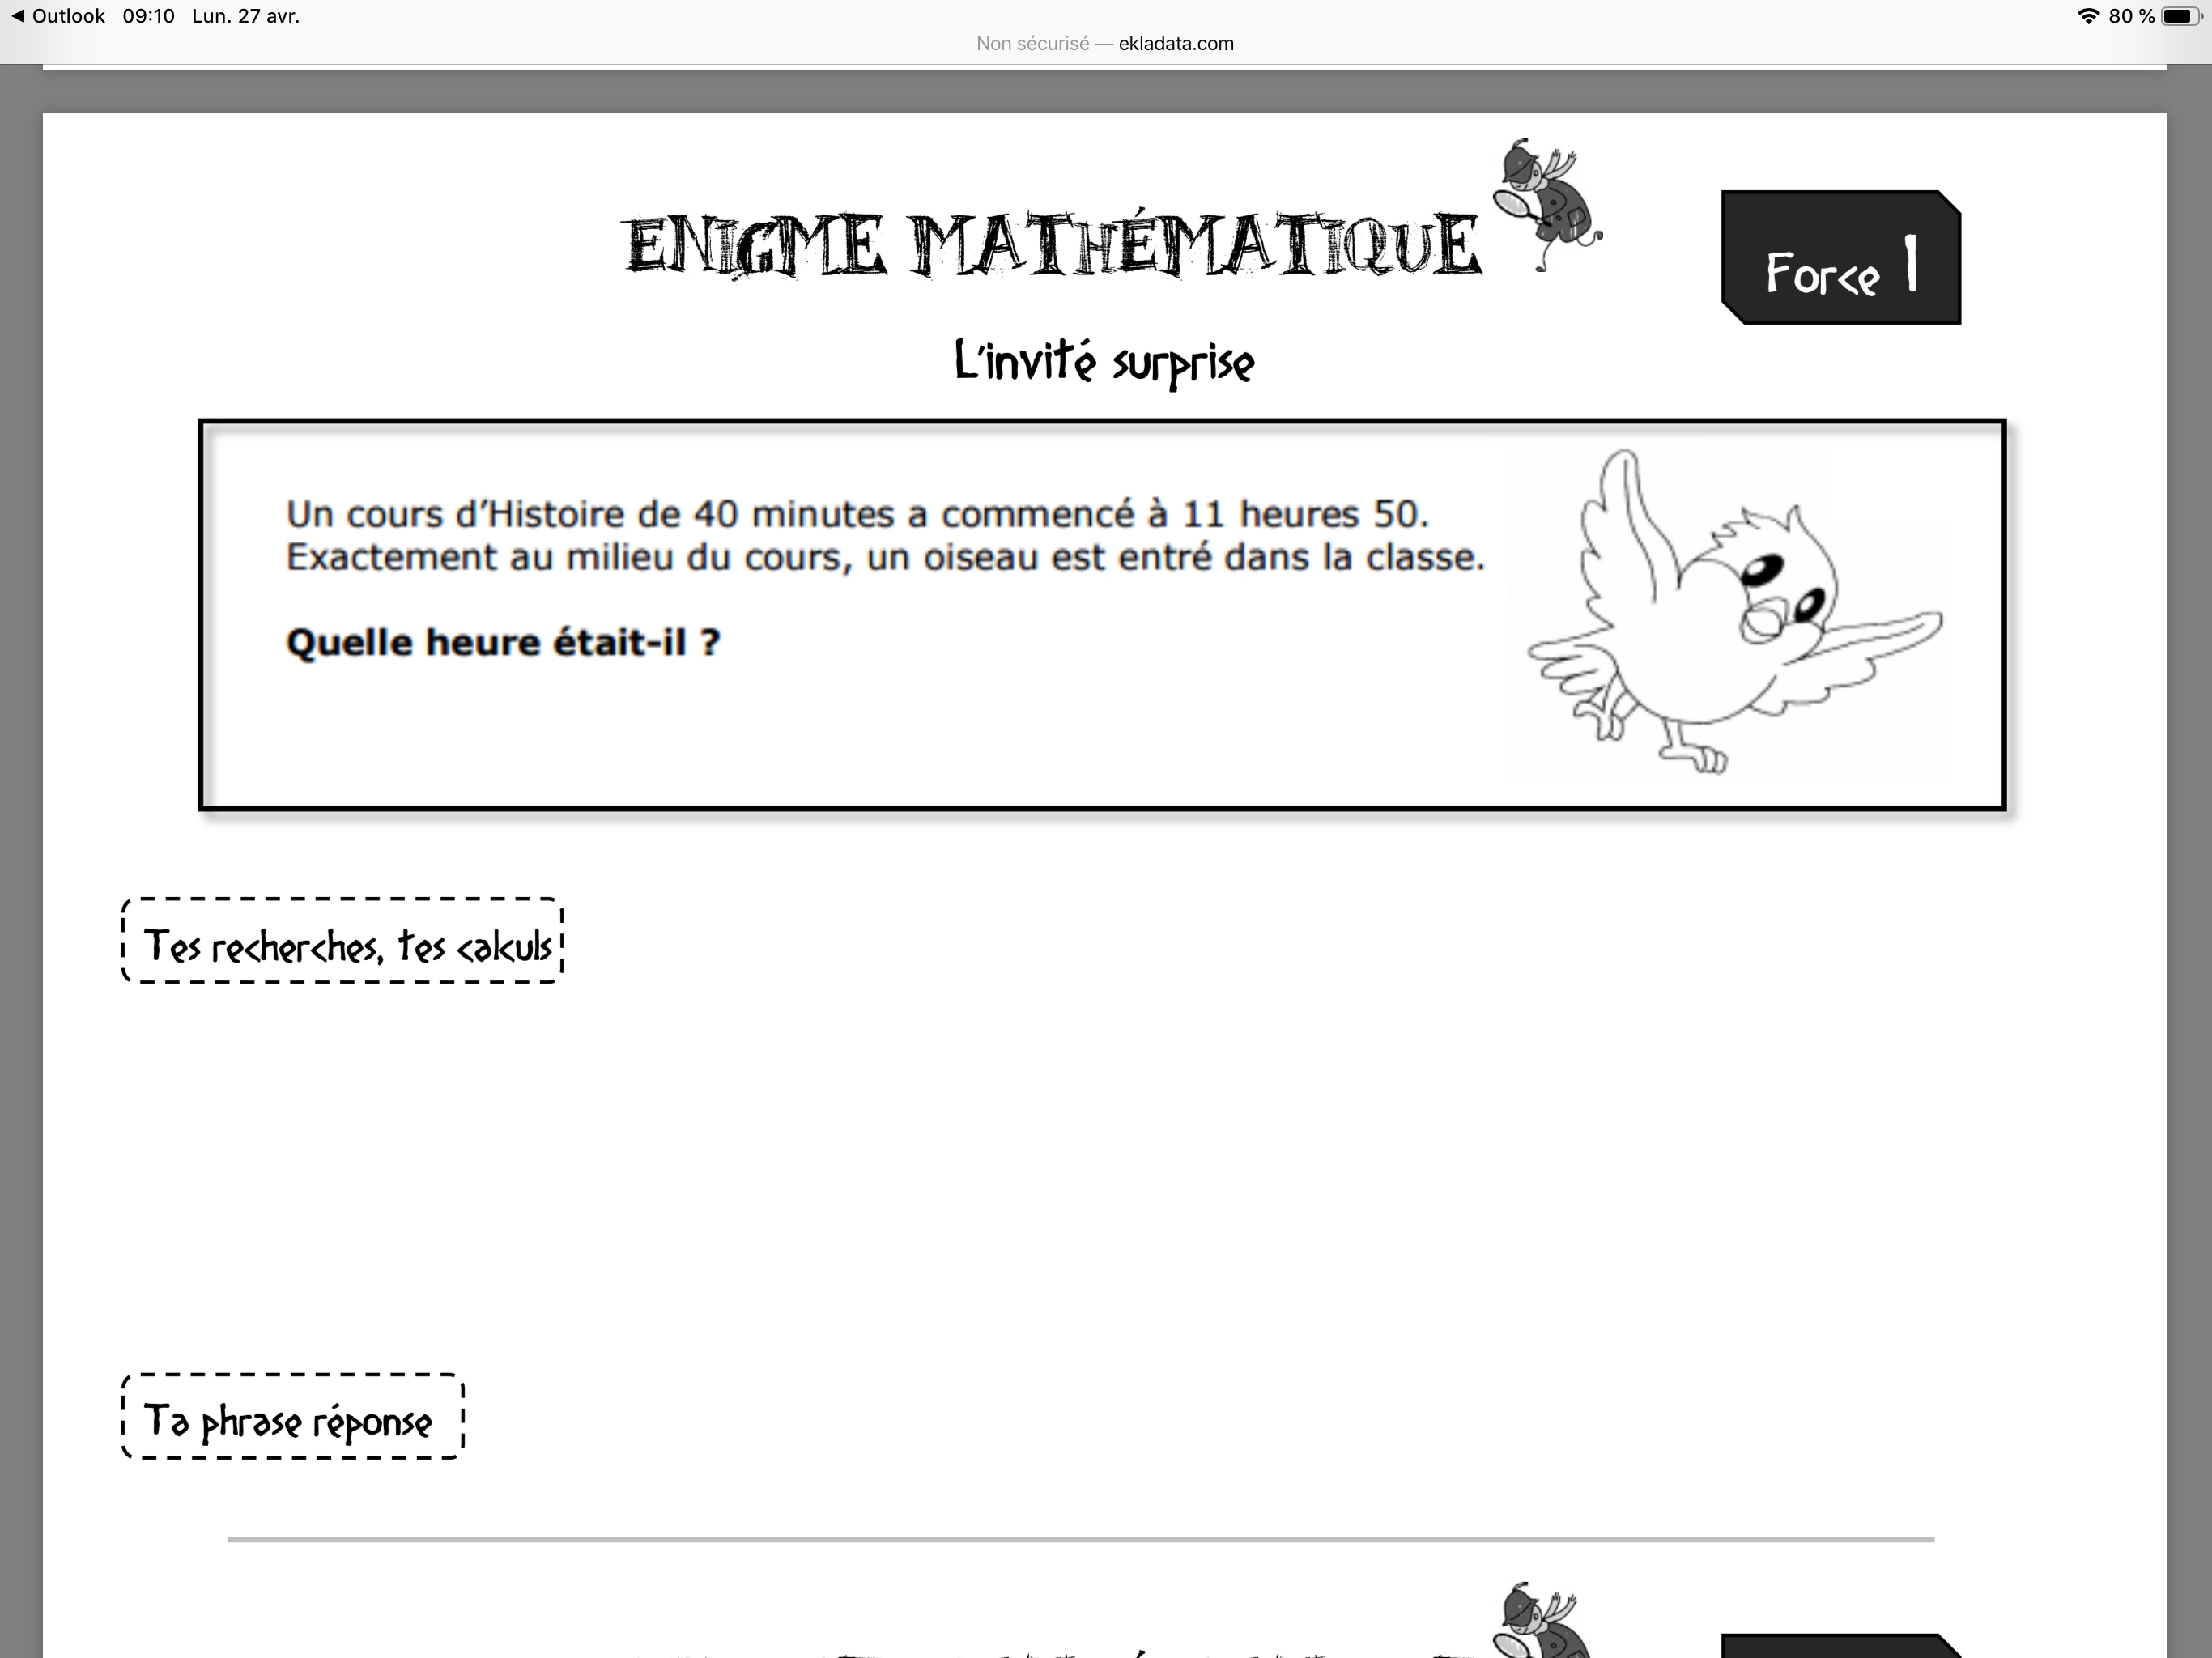 ◀ Outlook 09:10 Lun. 27 avr. 80 %
Non sécurisé — ekladata.com
ENIGME MATHÉMATIQUE
Force 1
L'invité surprise
Un cours d'Histoire de 40 minutes a commencé à 11 heures 50.
Exactement au milieu du cours, un oiseau est entré dans la classe.
Quelle heure était-il ?
Tes recherches, tes calculs
Ta phrase réponse